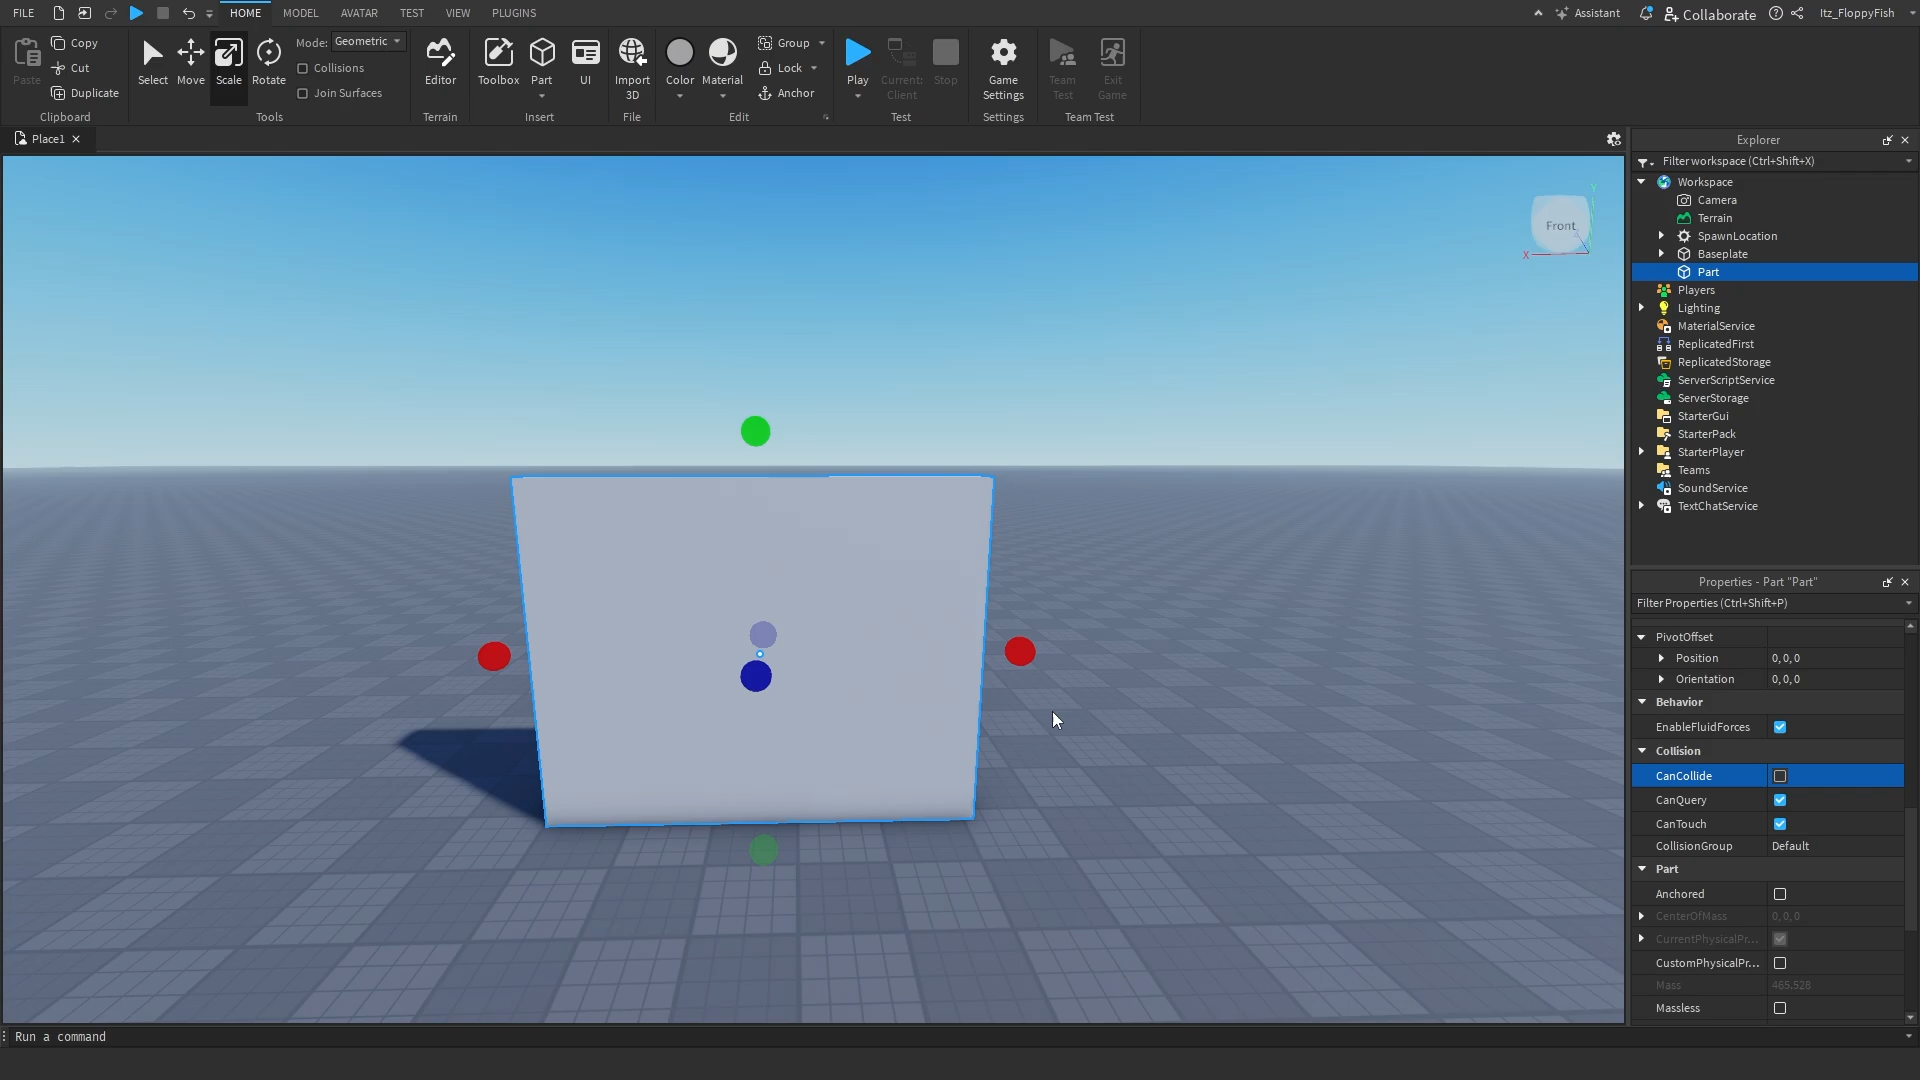 FILE HOME MODEL AVATAR TEST VIEW PLUGINS Assistant Collaborate Itz_FloppyFish
Paste
Copy
Cut
Duplicate
Clipboard
Select
Move
Scale
Rotate
Mode: Geometric
Collisions
Join Surfaces
Tools
Editor
Terrain
Toolbox
Part
UI
Insert
Import
3D
File
Color
Material
Group
Lock
Anchor
Edit
Play
Current:
Client
Stop
Test
Game
Settings
Settings
Team
Test
Exit
Game
Team Test
Place1
Front
X
Y
Explorer
Filter workspace (Ctrl+Shift+X)
Workspace
Camera
Terrain
SpawnLocation
Baseplate
Part
Players
Lighting
MaterialService
ReplicatedFirst
ReplicatedStorage
ServerScriptService
ServerStorage
StarterGui
StarterPack
StarterPlayer
Teams
SoundService
TextChatService
Properties - Part "Part"
Filter Properties (Ctrl+Shift+P)
PivotOffset
Position 0, 0, 0
Orientation 0, 0, 0
Behavior
EnableFluidForces
Collision
CanCollide
CanQuery
CanTouch
CollisionGroup Default
Part
Anchored
CenterOfMass 0, 0, 0
CurrentPhysicalPr...
CustomPhysicalPr...
Mass 465.528
Massless
Run a command